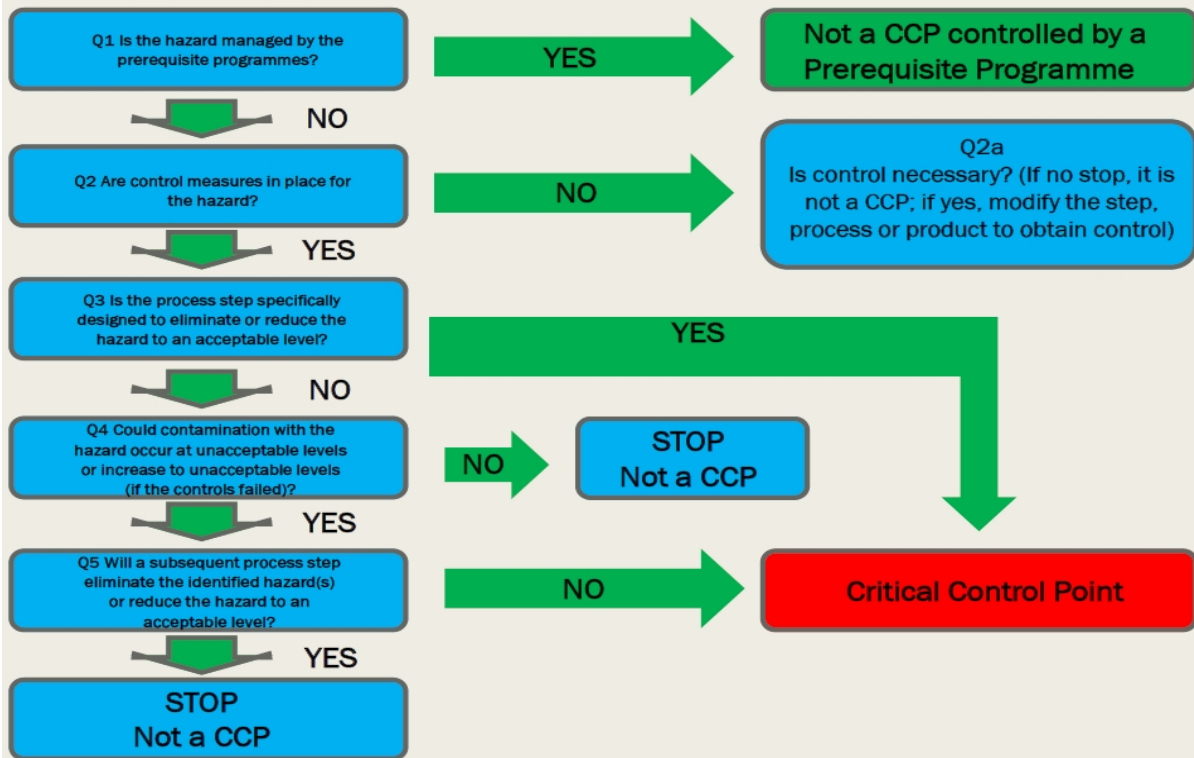 Q1 Is the hazard managed by the
prerequisite programmes?
YES
Not a CCP controlled by a
Prerequisite Programme
NO
Q2 Are control measures in place for
the hazard?
NO
Q2a
Is control necessary? (If no stop, it is
not a CCP; if yes, modify the step,
process or product to obtain control)
YES
Q3 Is the process step specifically
designed to eliminate or reduce the
hazard to an acceptable level?
YES
NO
Q4 Could contamination with the
hazard occur at unacceptable levels
or increase to unacceptable levels
(if the controls failed)?
NO
STOP
Not a CCP
YES
Q5 Will a subsequent process step
eliminate the identified hazard(s)
or reduce the hazard to an
acceptable level?
NO
Critical Control Point
YES
STOP
Not a CCP